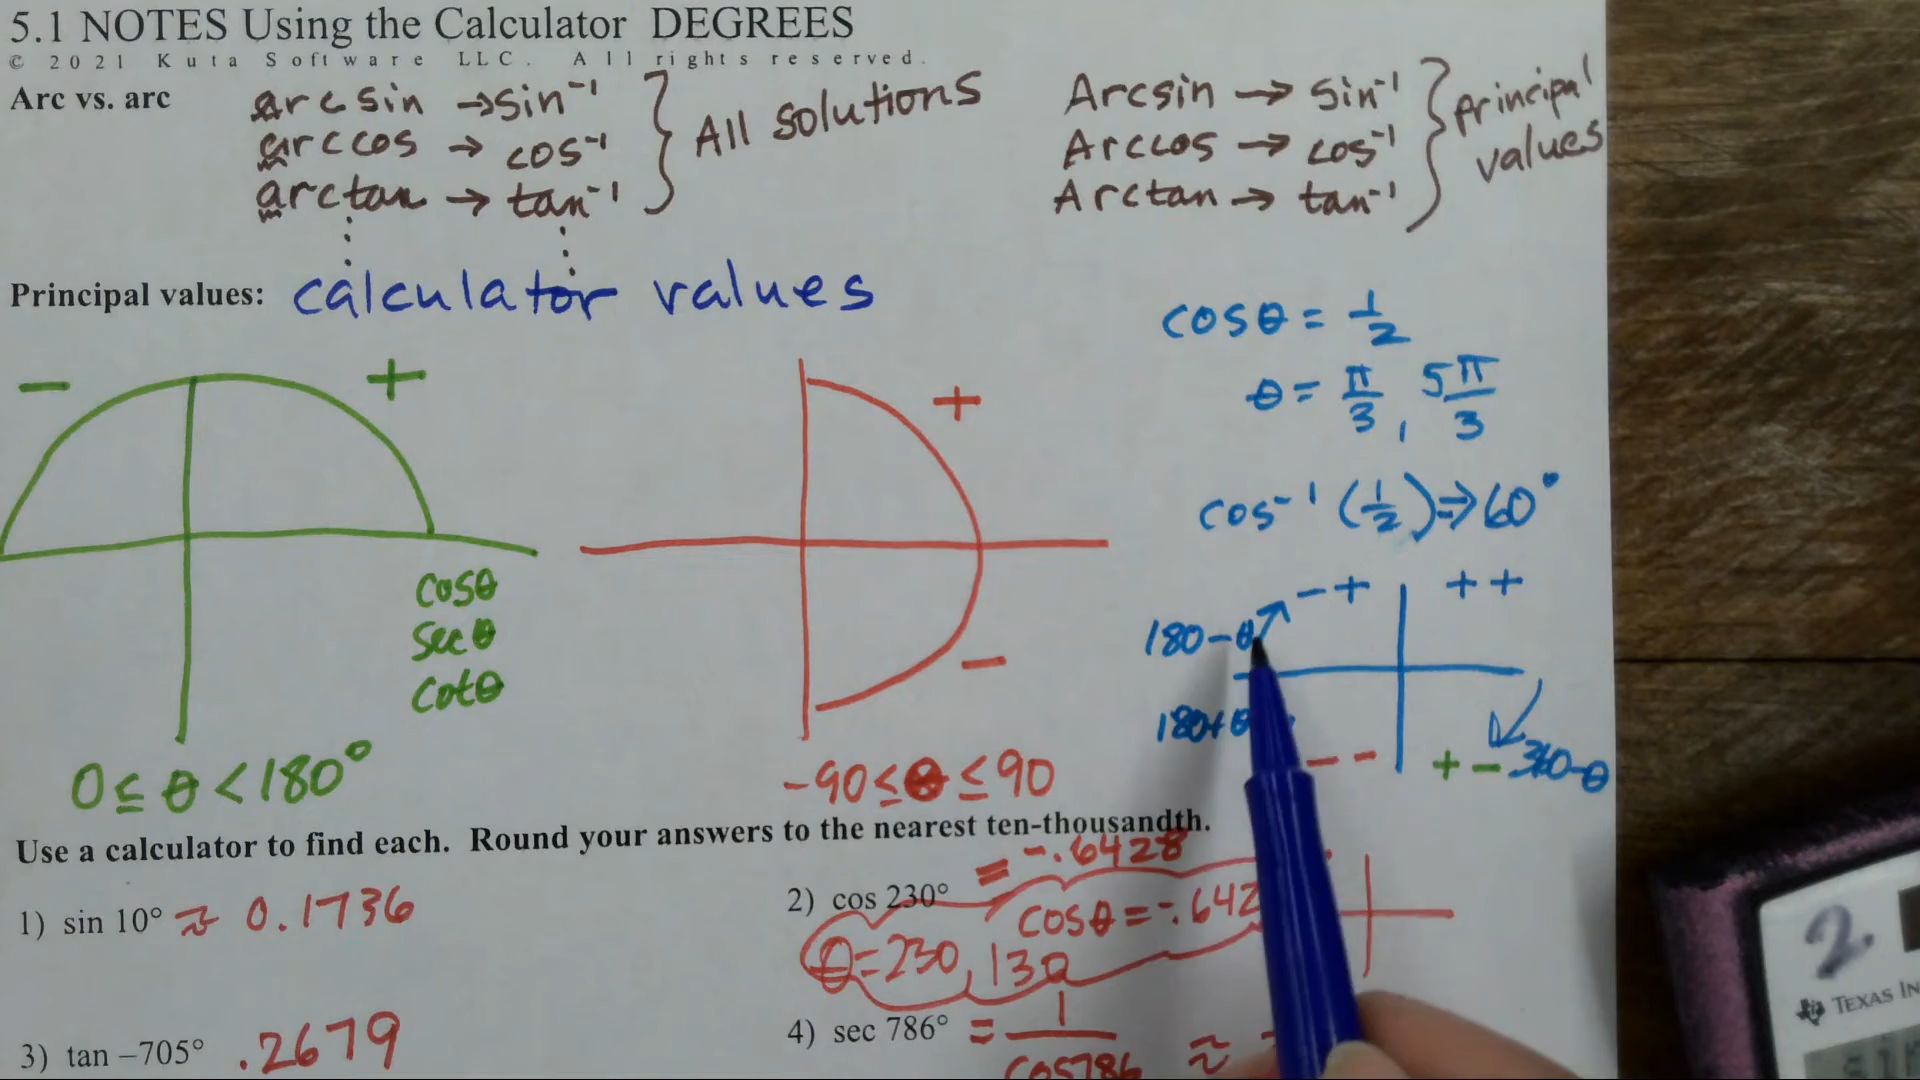 5.1 NOTES Using the Calculator DEGREES
© 2021 Kuta Software LLC. All rights reserved.
Arc vs. arc
arcsin → sin⁻¹
arccos → cos⁻¹
arctan → tan⁻¹
All solutions
Arcsin → sin⁻¹
Arccos → cos⁻¹
Arctan → tan⁻¹
principal
values
Principal values: calculator values
− +
cosθ
secθ
cotθ
0 ≤ θ < 180°
+
−
-90 ≤ θ ≤ 90
cosθ = 1/2
θ = π/3, 5π/3
cos⁻¹(1/2) ⇒ 60°
− + + +
180−θ
180+θ
− − + − 360−θ
Use a calculator to find each. Round your answers to the nearest ten-thousandth.
1) sin 10° ≈ 0.1736
2) cos 230° = -.6428
cosθ = -.642
θ = 230, 130
3) tan −705° .2679
4) sec 786° = 1/cos786 ≈
2.
TEXAS IN